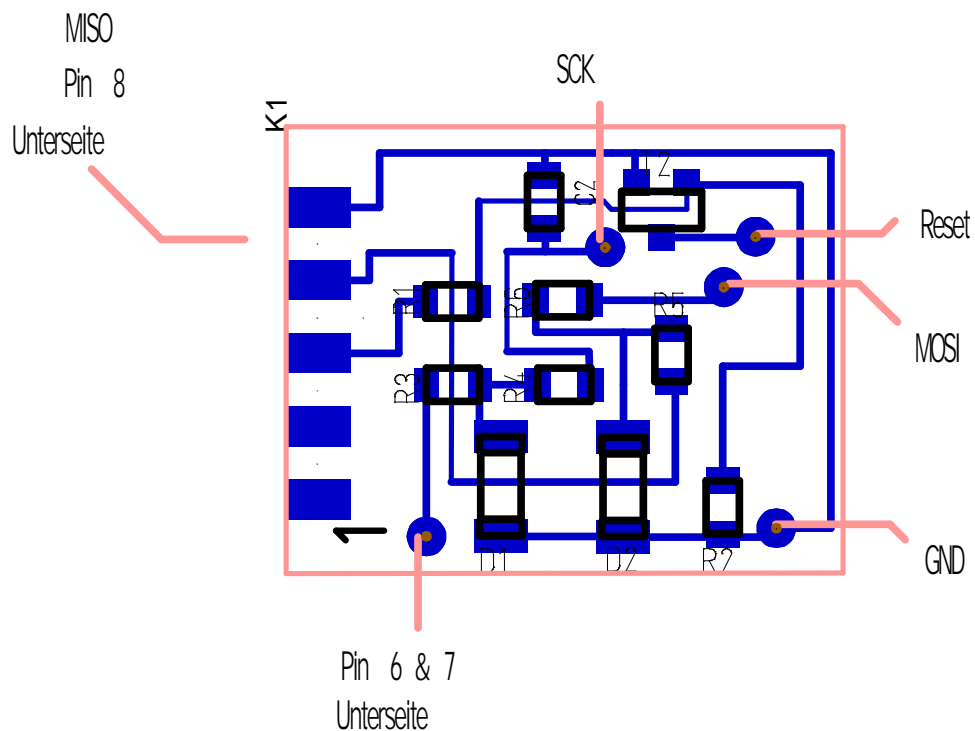 MISO
Pin 8
Unterseite
SCK
K1
C2
T2
Reset
R1
R6
R5
MOSI
R3
R4
1
D1
D2
R2
GND
Pin 6 & 7
Unterseite